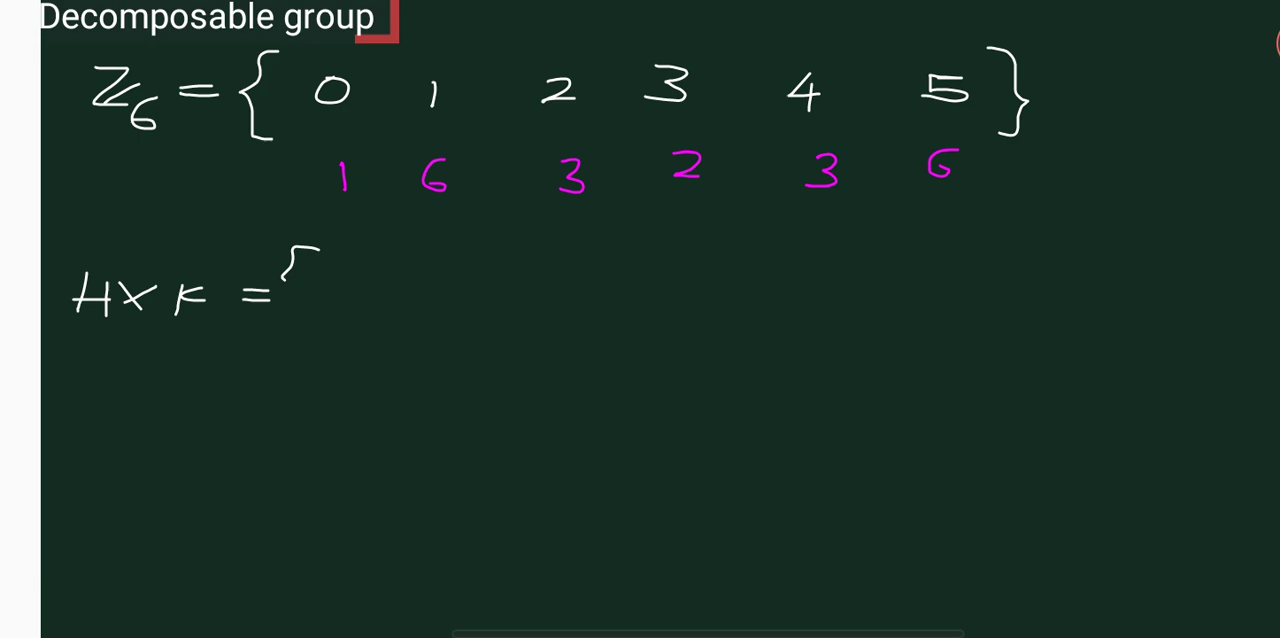 Decomposable group
Z6 = { 0 1 2 3 4 5 }
1 6 3 2 3 6
H × K = {